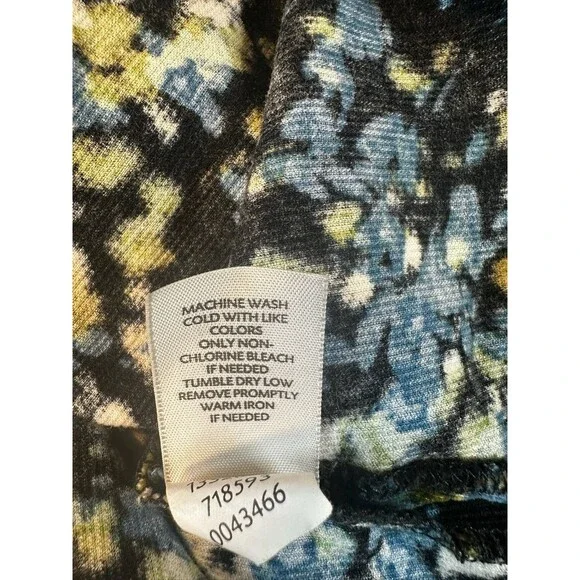 MACHINE WASH
COLD WITH LIKE
COLORS
ONLY NON-
CHLORINE BLEACH
IF NEEDED
TUMBLE DRY LOW
REMOVE PROMPTLY
WARM IRON
IF NEEDED
718593
0043466